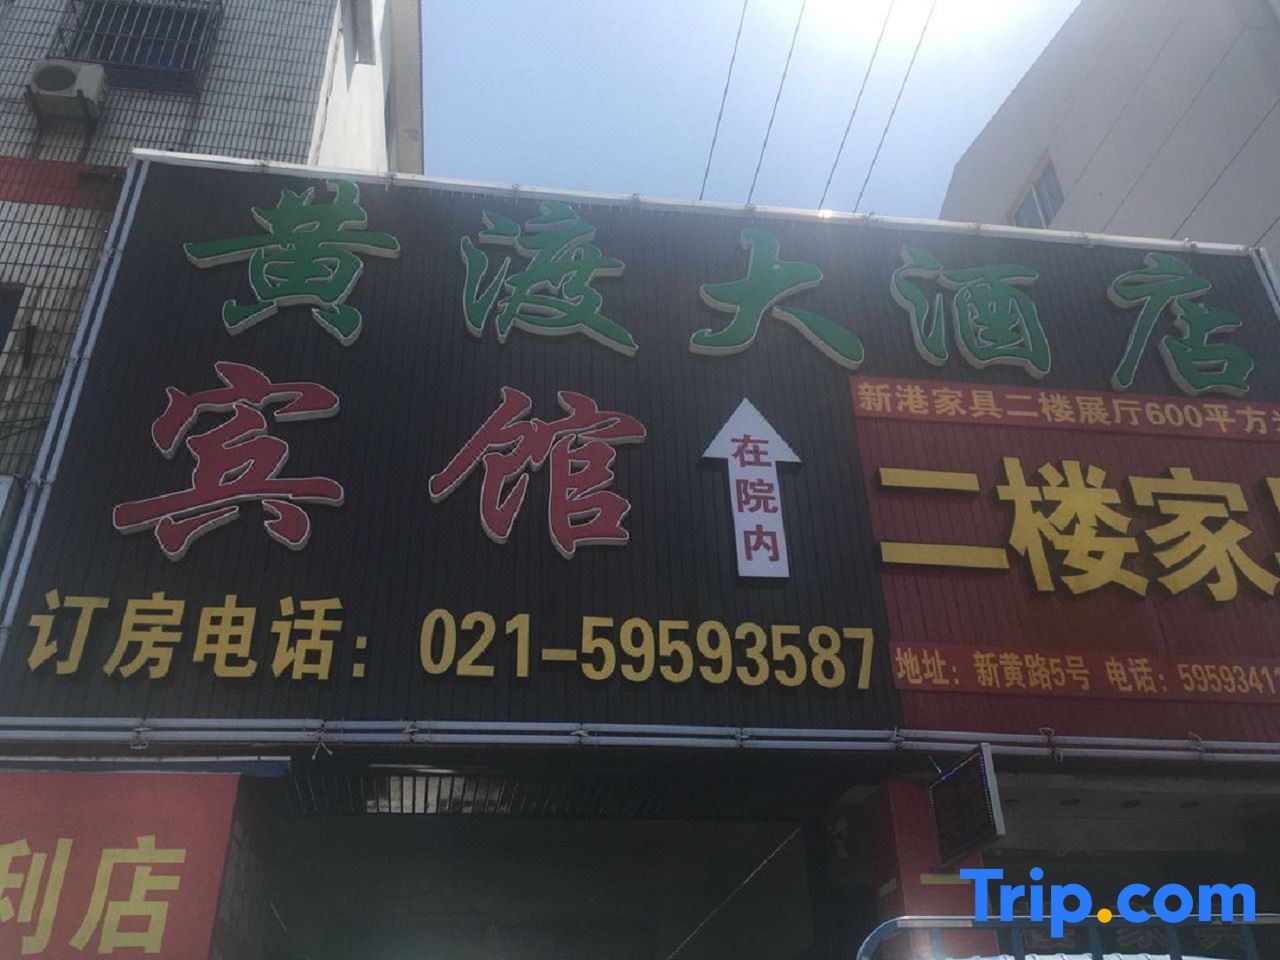 黄渡大酒店
宾馆
在院内
新港家具二楼展厅600平方
二楼家
订房电话：021-59593587
地址：新黄路5号 电话：5959341
利店
Trip.com